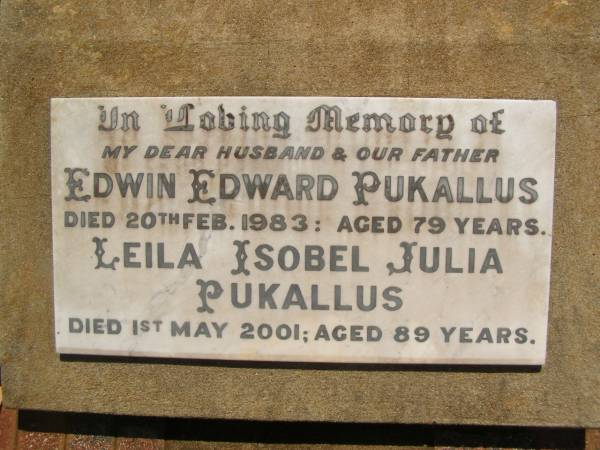 In Loving Memory of
MY DEAR HUSBAND & OUR FATHER
EDWIN EDWARD PUKALLUS
DIED 20TH FEB. 1983: AGED 79 YEARS.
LEILA ISOBEL JULIA
PUKALLUS
DIED 1ST MAY 2001; AGED 89 YEARS.